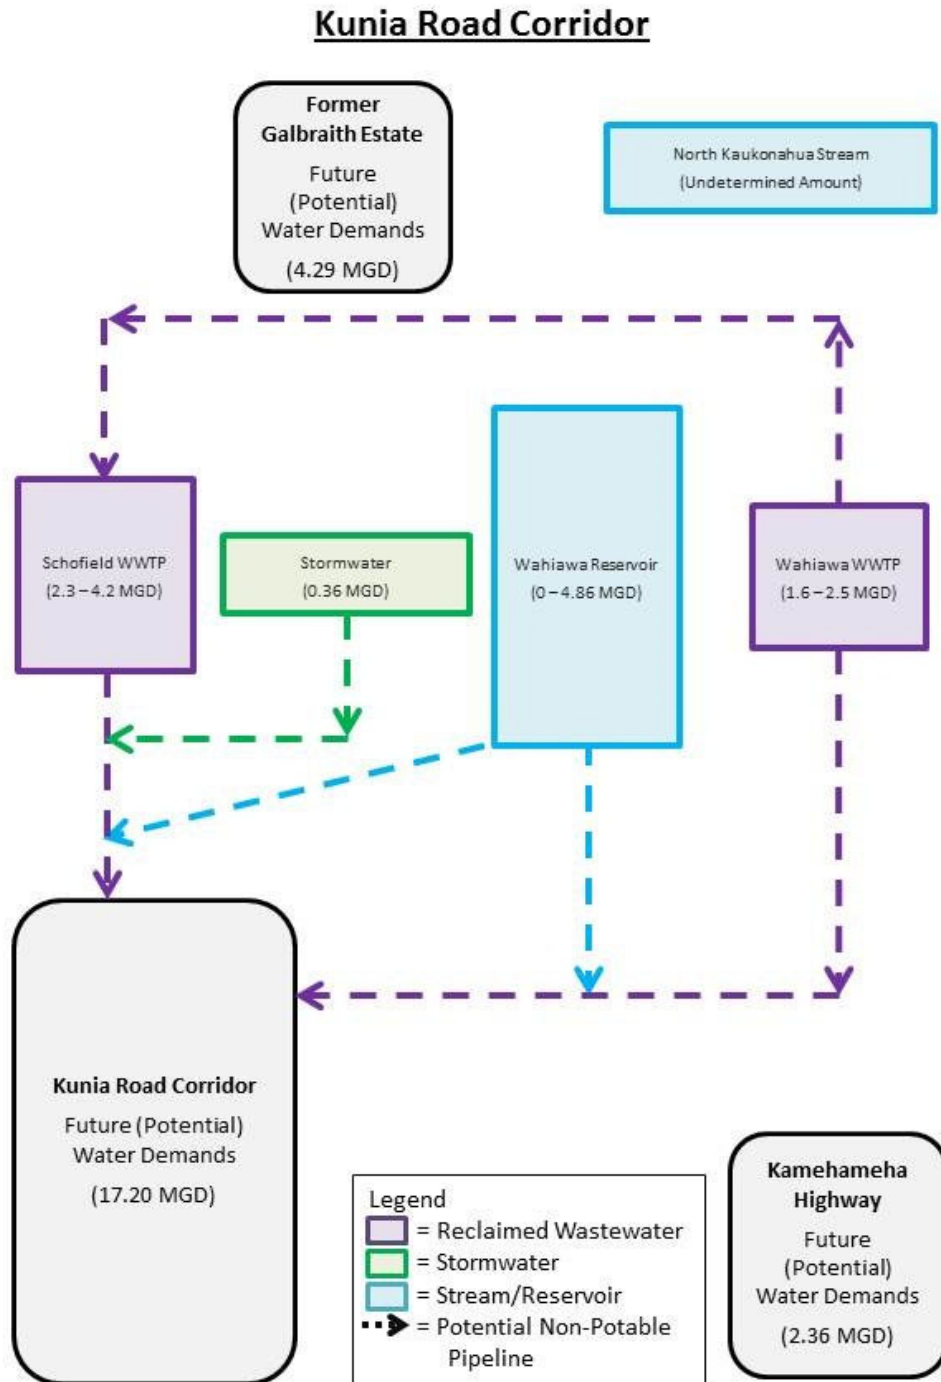 Kunia Road Corridor
Former
Galbraith Estate
Future
(Potential)
Water Demands
(4.29 MGD)
North Kaukonahua Stream
(Undetermined Amount)
Schofield WWTP
(2.3 – 4.2 MGD)
Stormwater
(0.36 MGD)
Wahiawa Reservoir
(0 – 4.86 MGD)
Wahiawa WWTP
(1.6 – 2.5 MGD)
Kunia Road Corridor
Future (Potential)
Water Demands
(17.20 MGD)
Legend
= Reclaimed Wastewater
= Stormwater
= Stream/Reservoir
= Potential Non-Potable
Pipeline
Kamehameha
Highway
Future
(Potential)
Water Demands
(2.36 MGD)